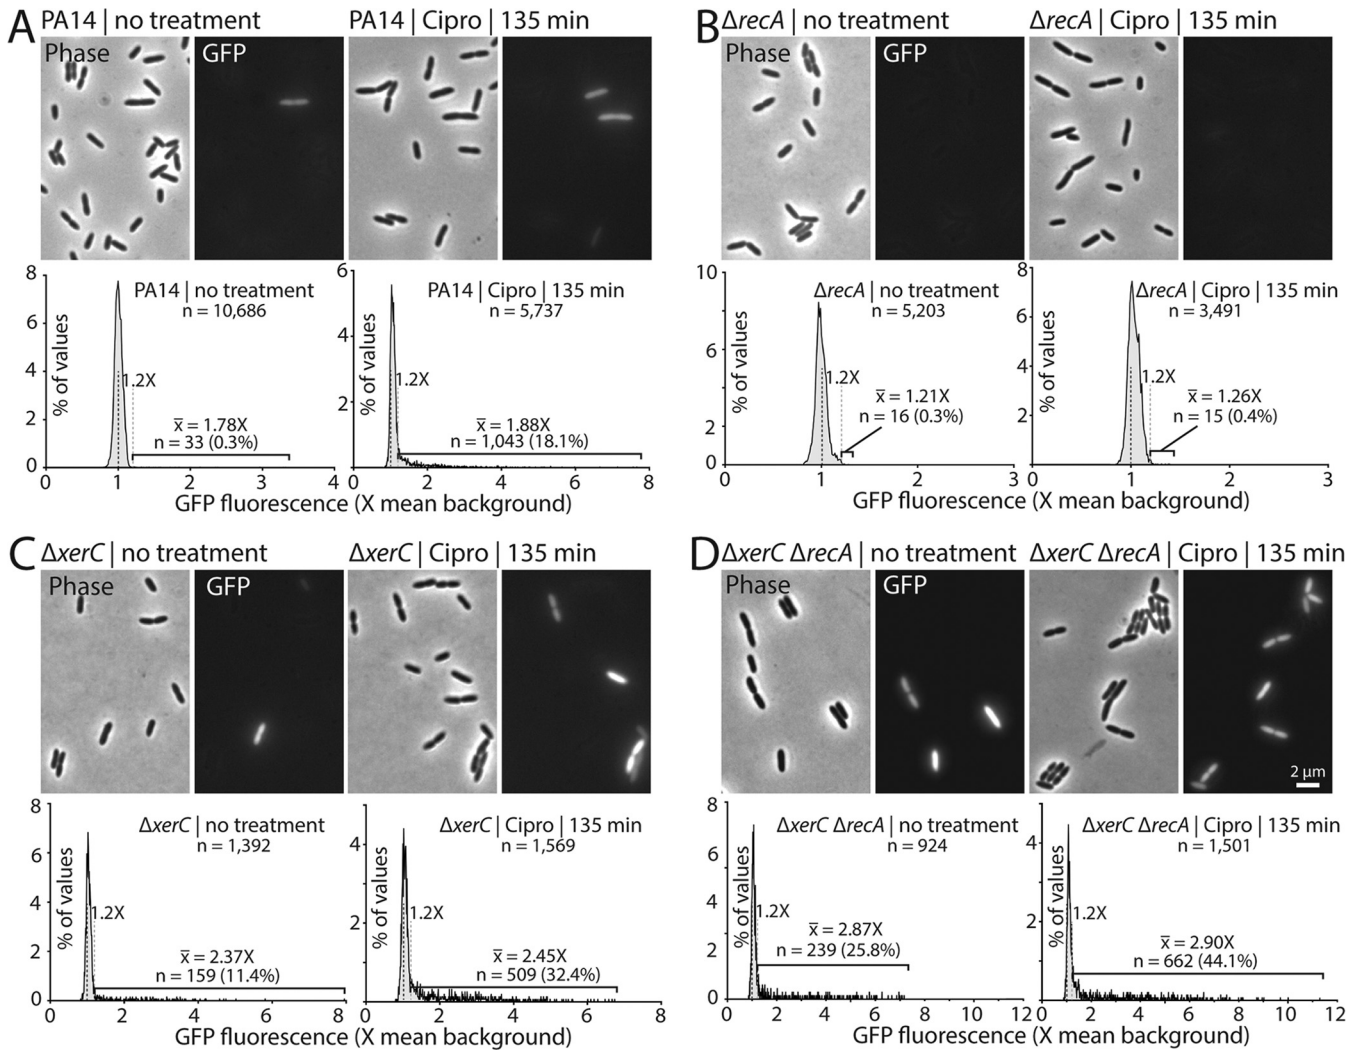 A
PA14 | no treatment
PA14 | Cipro | 135 min
Phase
GFP
8
6
4
2
0
% of values
PA14 | no treatment
n = 10,686
1.2X
x̅ = 1.78X
n = 33 (0.3%)
0 1 2 3 4
6
4
2
% of values
PA14 | Cipro | 135 min
n = 5,737
1.2X
x̅ = 1.88X
n = 1,043 (18.1%)
0 2 4 6 8
GFP fluorescence (X mean background)
B
ΔrecA | no treatment
ΔrecA | Cipro | 135 min
Phase
GFP
10
8
6
4
2
0
% of values
ΔrecA | no treatment
n = 5,203
1.2X
x̅ = 1.21X
n = 16 (0.3%)
0 1 2 3
8
6
4
2
0
% of values
ΔrecA | Cipro | 135 min
n = 3,491
1.2X
x̅ = 1.26X
n = 15 (0.4%)
0 1 2 3
GFP fluorescence (X mean background)
C
ΔxerC | no treatment
ΔxerC | Cipro | 135 min
Phase
GFP
8
6
4
2
0
% of values
ΔxerC | no treatment
n = 1,392
1.2X
x̅ = 2.37X
n = 159 (11.4%)
0 2 4 6 8
4
2
% of values
ΔxerC | Cipro | 135 min
n = 1,569
1.2X
x̅ = 2.45X
n = 509 (32.4%)
0 2 4 6 8
GFP fluorescence (X mean background)
D
ΔxerC ΔrecA | no treatment
ΔxerC ΔrecA | Cipro | 135 min
Phase
GFP
2 µm
8
6
4
2
0
% of values
ΔxerC ΔrecA | no treatment
n = 924
1.2X
x̅ = 2.87X
n = 239 (25.8%)
0 2 4 6 8 10 12
4
2
% of values
ΔxerC ΔrecA | Cipro | 135 min
n = 1,501
1.2X
x̅ = 2.90X
n = 662 (44.1%)
0 2 4 6 8 10 12
GFP fluorescence (X mean background)